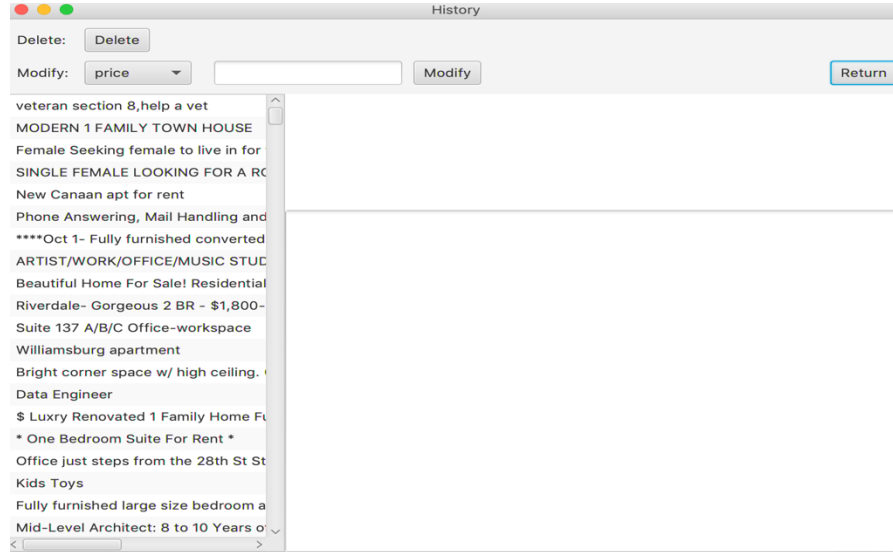 History
Delete: Delete
Modify: price Modify Return
veteran section 8,help a vet
MODERN 1 FAMILY TOWN HOUSE
Female Seeking female to live in for
SINGLE FEMALE LOOKING FOR A RO
New Canaan apt for rent
Phone Answering, Mail Handling and
****Oct 1- Fully furnished converted
ARTIST/WORK/OFFICE/MUSIC STUD
Beautiful Home For Sale! Residential
Riverdale- Gorgeous 2 BR - $1,800-
Suite 137 A/B/C Office-workspace
Williamsburg apartment
Bright corner space w/ high ceiling.
Data Engineer
$ Luxry Renovated 1 Family Home Fu
* One Bedroom Suite For Rent *
Office just steps from the 28th St St
Kids Toys
Fully furnished large size bedroom a
Mid-Level Architect: 8 to 10 Years o